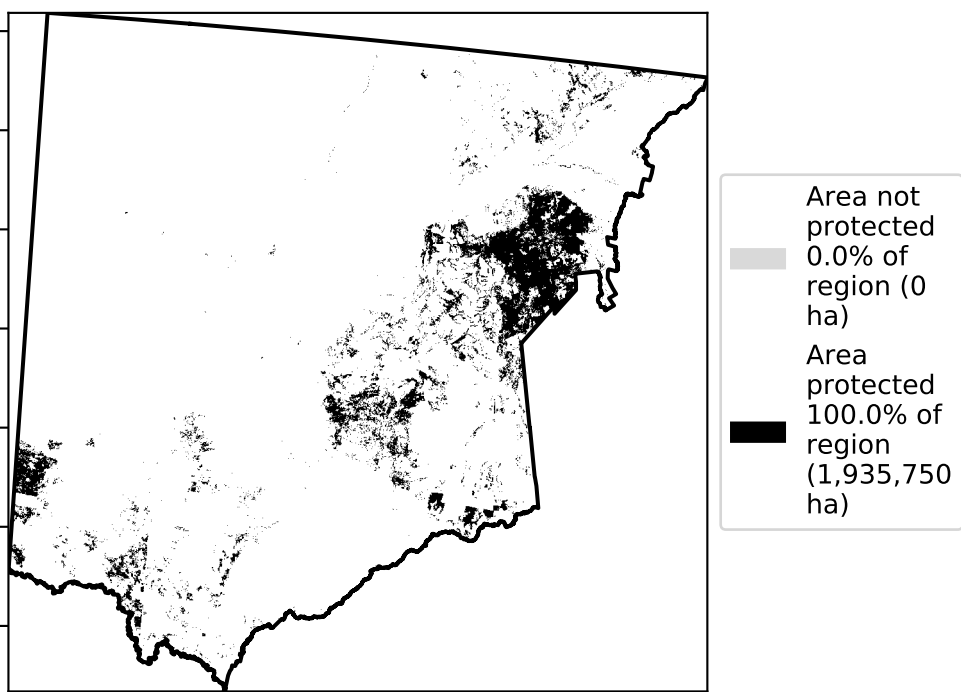 Area not
protected
0.0% of
region (0
ha)
Area
protected
100.0% of
region
(1,935,750
ha)